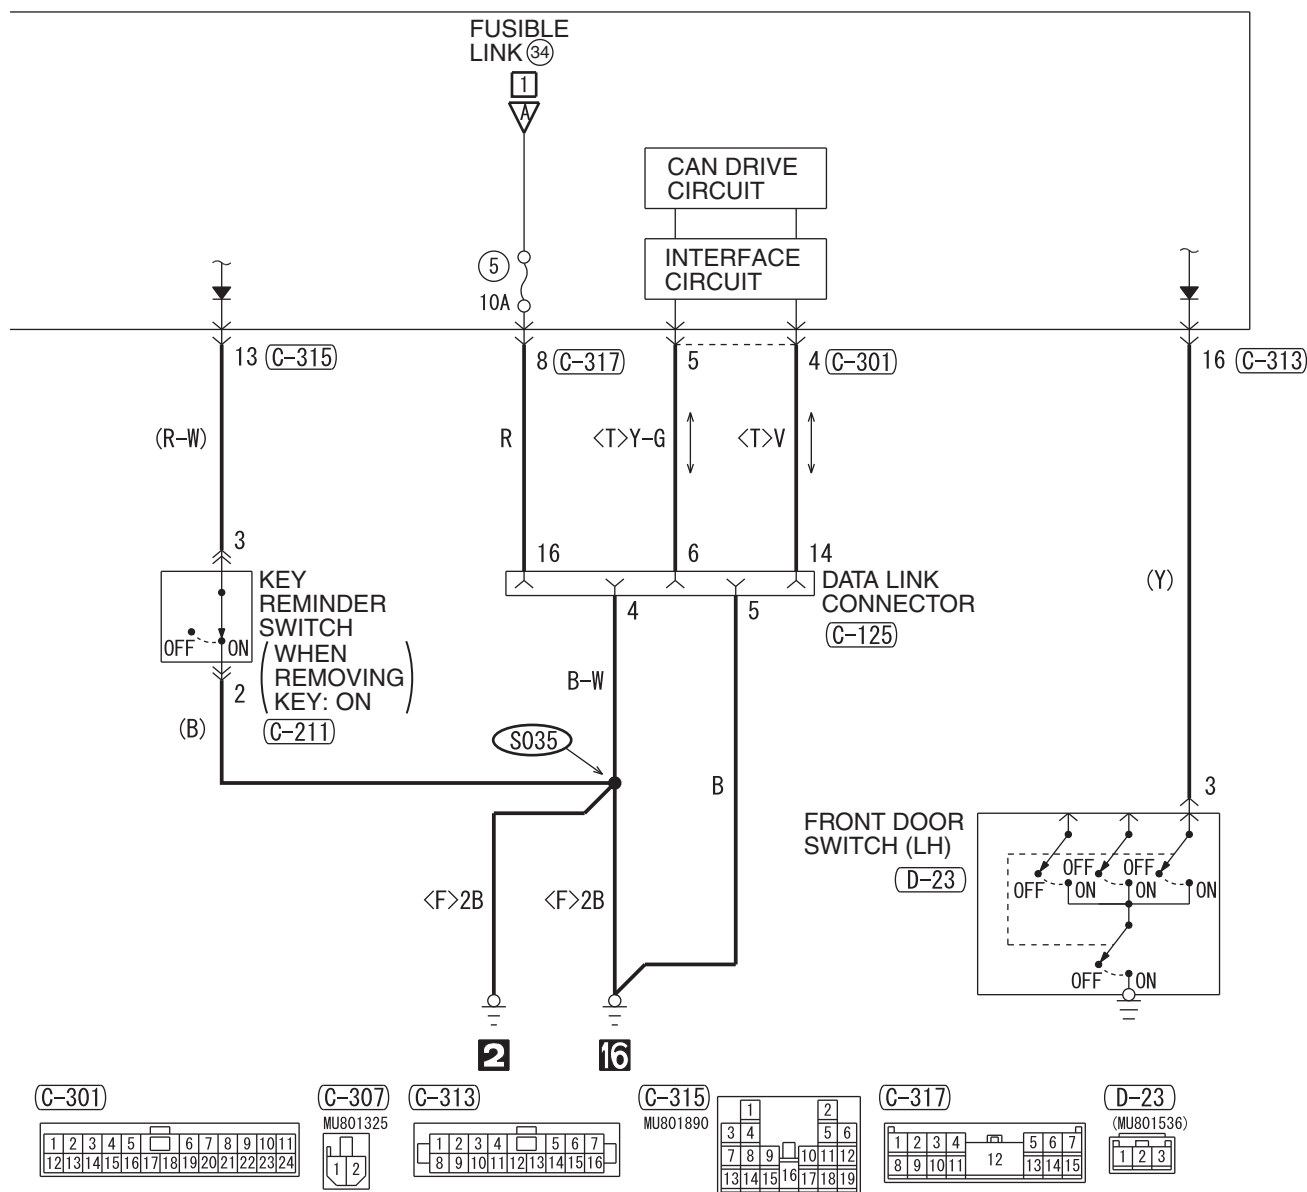 FUSIBLE
LINK 34
1
A
CAN DRIVE
CIRCUIT
INTERFACE
CIRCUIT
5
10A
13 C-315
8 C-317
5
4 C-301
16 C-313
(R-W)
R
<T>Y-G
<T>V
3
16
6
14
KEY
REMINDER
SWITCH
OFF
ON
(WHEN
REMOVING
KEY: ON)
2
C-211
(B)
4
5
DATA LINK
CONNECTOR
C-125
(Y)
B-W
S035
B
3
FRONT DOOR
SWITCH (LH)
D-23
OFF
OFF
OFF
ON
ON
ON
OFF
ON
<F>2B
<F>2B
2
16
C-301
1 2 3 4 5 6 7 8 9 10 11
12 13 14 15 16 17 18 19 20 21 22 23 24
C-307
MU801325
1 2
C-313
1 2 3 4 5 6 7
8 9 10 11 12 13 14 15 16
C-315
MU801890
1 2
3 4 5 6
7 8 9 10 11 12
13 14 15 16 17 18 19
C-317
1 2 3 4 5 6 7
8 9 10 11 12 13 14 15
D-23
(MU801536)
1 2 3